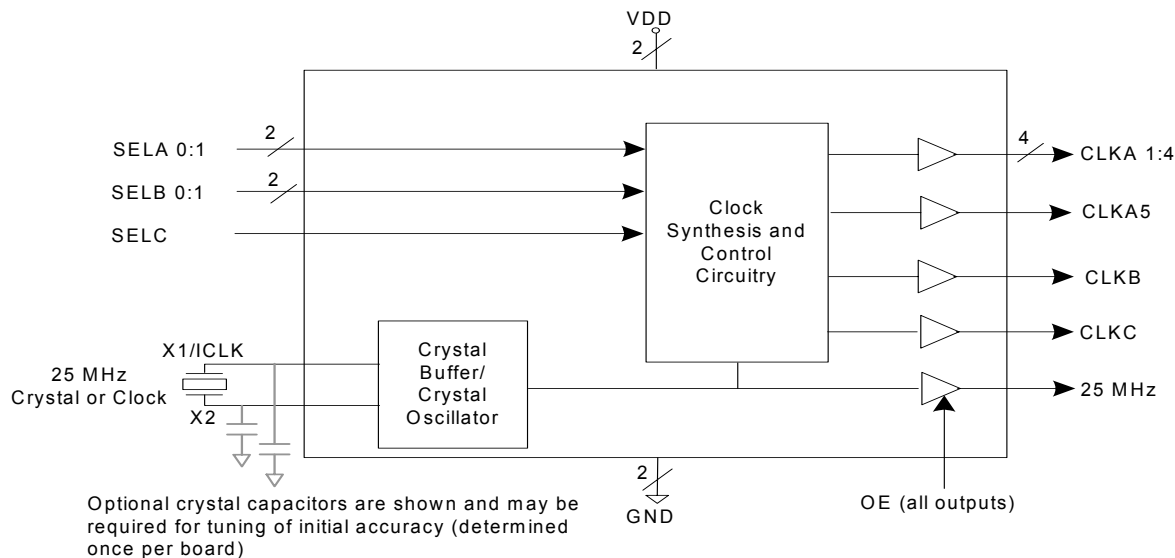 VDD
2
SELA 0:1
2
SELB 0:1
2
SELC
Clock
Synthesis and
Control
Circuitry
4
CLKA 1:4
CLKA5
CLKB
CLKC
25 MHz
X1/ICLK
25 MHz
Crystal or Clock
X2
Crystal
Buffer/
Crystal
Oscillator
2
GND
OE (all outputs)
Optional crystal capacitors are shown and may be
required for tuning of initial accuracy (determined
once per board)